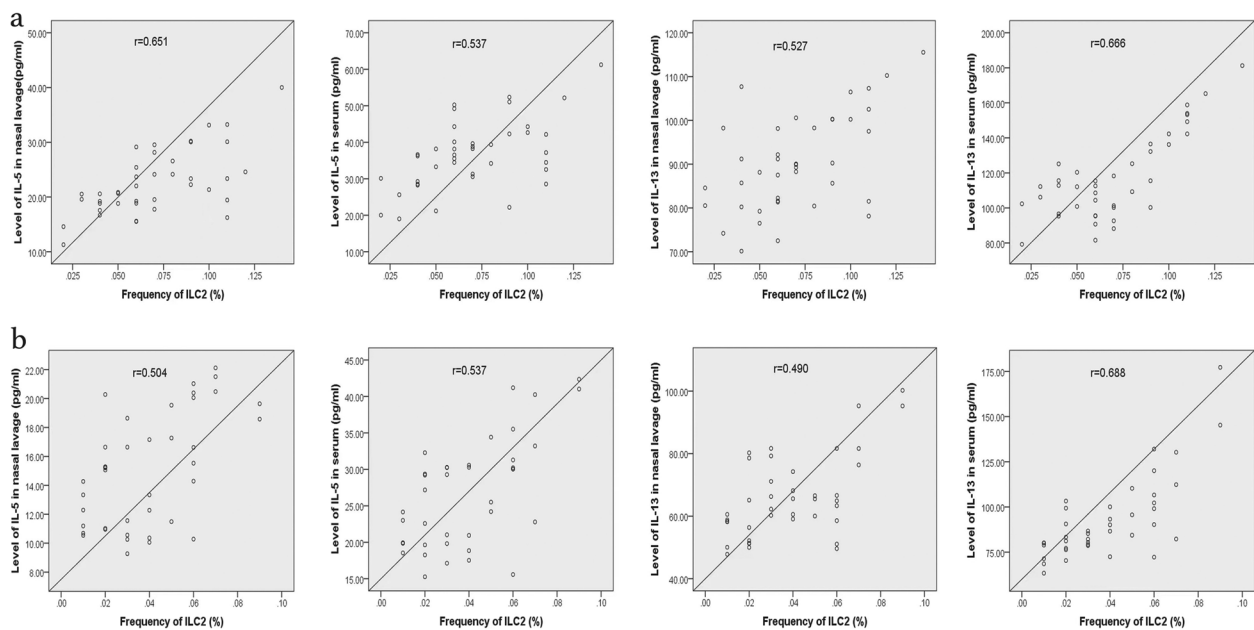 a
r=0.651
Level of IL-5 in nasal lavage(pg/ml)
50.00
40.00
30.00
20.00
10.00
.025 .050 .075 .100 .125
Frequency of ILC2 (%)
r=0.537
Level of IL-5 in serum (pg/ml)
70.00
60.00
50.00
40.00
30.00
20.00
10.00
.025 .050 .075 .100 .125
Frequency of ILC2 (%)
r=0.527
Level of IL-13 in nasal lavage (pg/ml)
120.00
110.00
100.00
90.00
80.00
70.00
.025 .050 .075 .100 .125
Frequency of ILC2 (%)
r=0.666
Level of IL-13 in serum (pg/ml)
200.00
180.00
160.00
140.00
120.00
100.00
80.00
.025 .050 .075 .100 .125
Frequency of ILC2 (%)
b
r=0.504
Level of IL-5 in nasal lavage (pg/ml)
22.00
20.00
18.00
16.00
14.00
12.00
10.00
8.00
.00 .02 .04 .06 .08 .10
Frequency of ILC2 (%)
r=0.537
Level of IL-5 in serum (pg/ml)
45.00
40.00
35.00
30.00
25.00
20.00
15.00
.00 .02 .04 .06 .08 .10
Frequency of ILC2 (%)
r=0.490
Level of IL-13 in nasal lavage (pg/ml)
100.00
80.00
60.00
40.00
.00 .02 .04 .06 .08 .10
Frequency of ILC2 (%)
r=0.688
Level of IL-13 in serum (pg/ml)
175.00
150.00
125.00
100.00
75.00
.00 .02 .04 .06 .08 .10
Frequency of ILC2 (%)